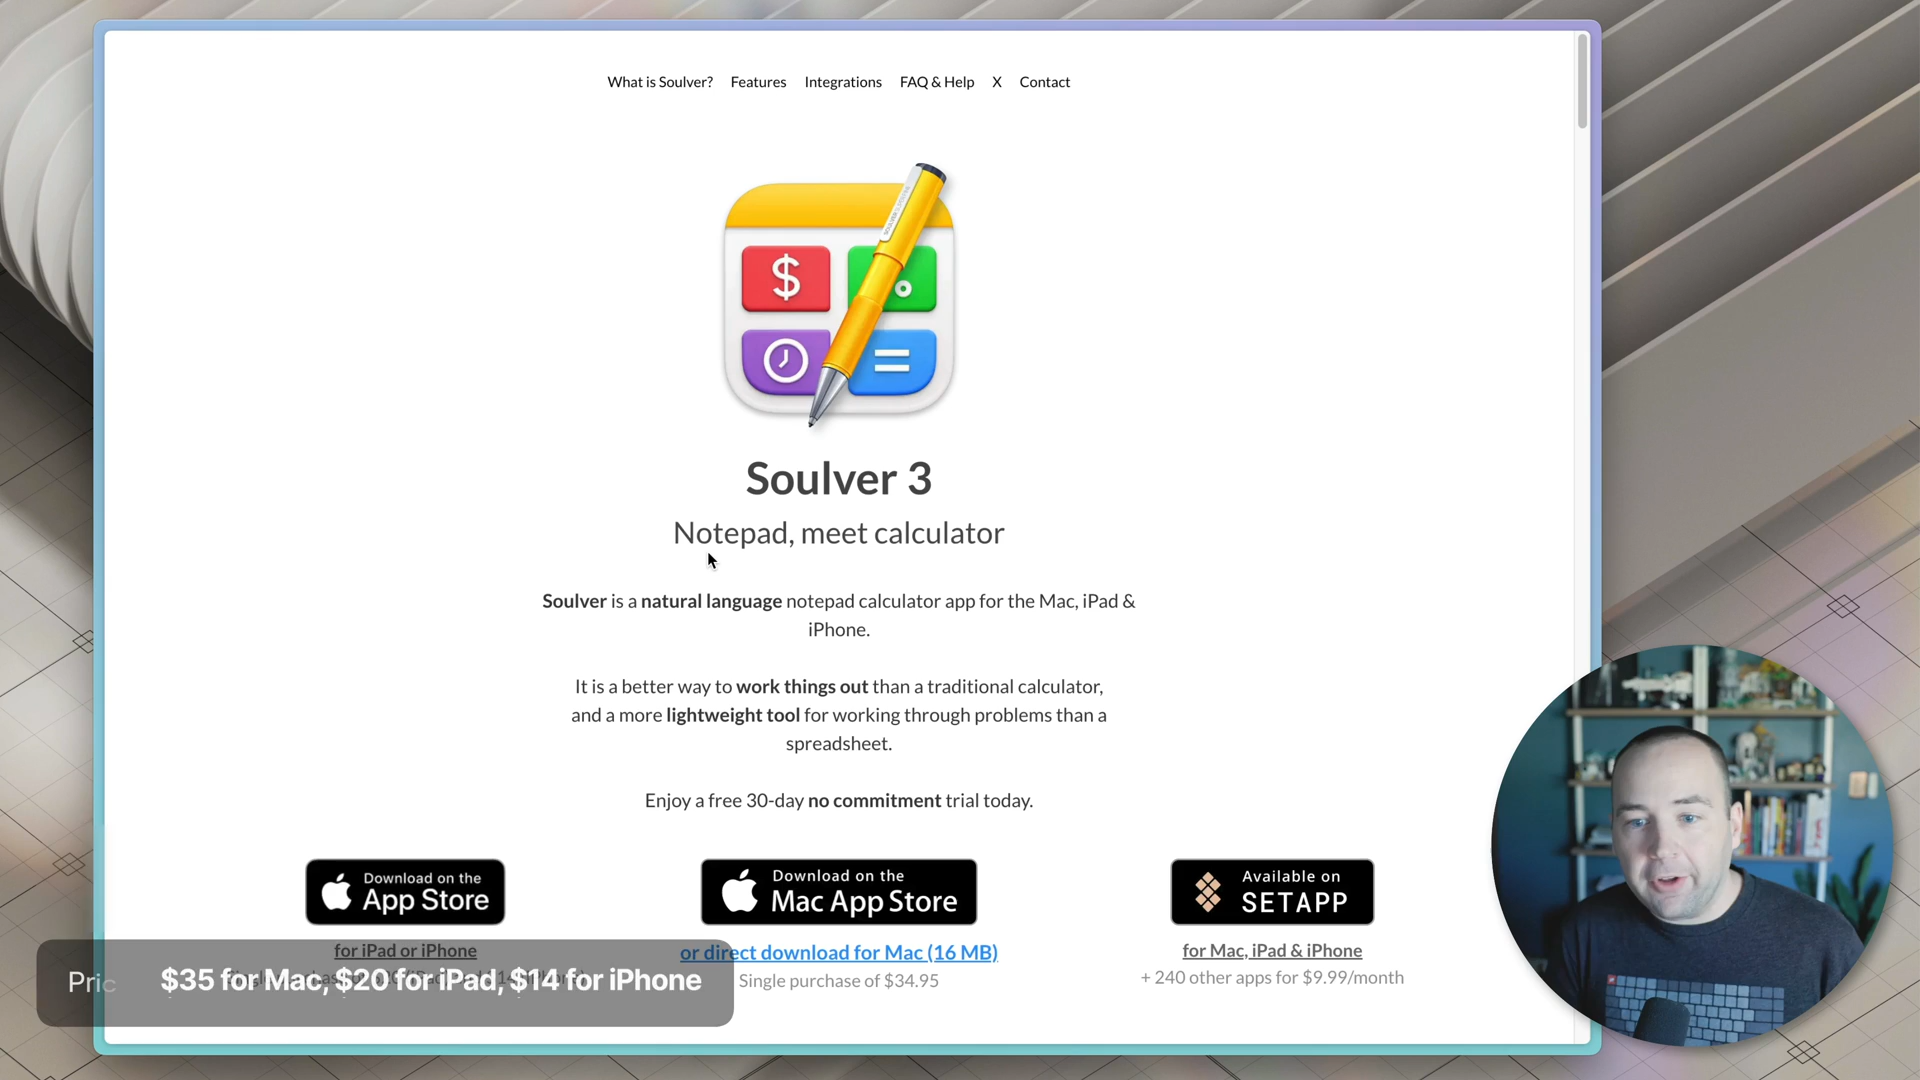 What is Soulver? Features Integrations FAQ & Help X Contact
$
Soulver 3
Notepad, meet calculator
Soulver is a natural language notepad calculator app for the Mac, iPad &
iPhone.
It is a better way to work things out than a traditional calculator,
and a more lightweight tool for working through problems than a
spreadsheet.
Enjoy a free 30-day no commitment trial today.
Download on the
App Store
Download on the
Mac App Store
Available on
SETAPP
for iPad or iPhone
or direct download for Mac (16 MB)
for Mac, iPad & iPhone
Single purchase of $34.95
+ 240 other apps for $9.99/month
Pric $35 for Mac, $20 for iPad, $14 for iPhone